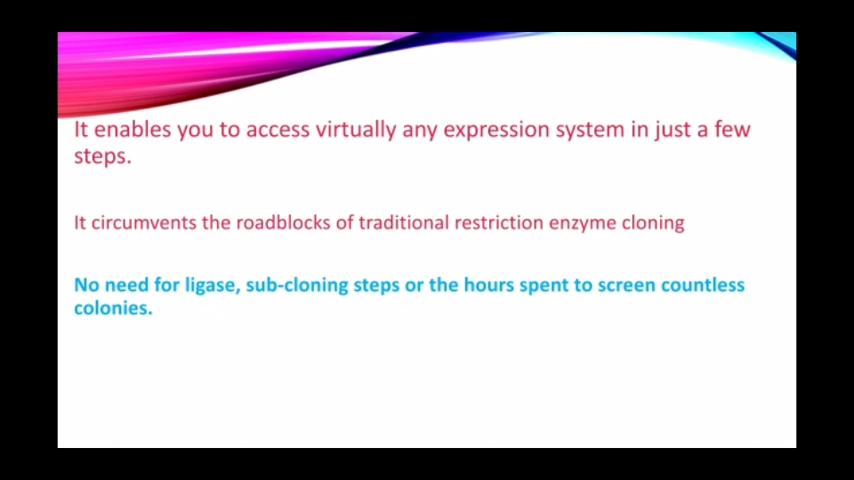 It enables you to access virtually any expression system in just a few
steps.
It circumvents the roadblocks of traditional restriction enzyme cloning
No need for ligase, sub-cloning steps or the hours spent to screen countless
colonies.